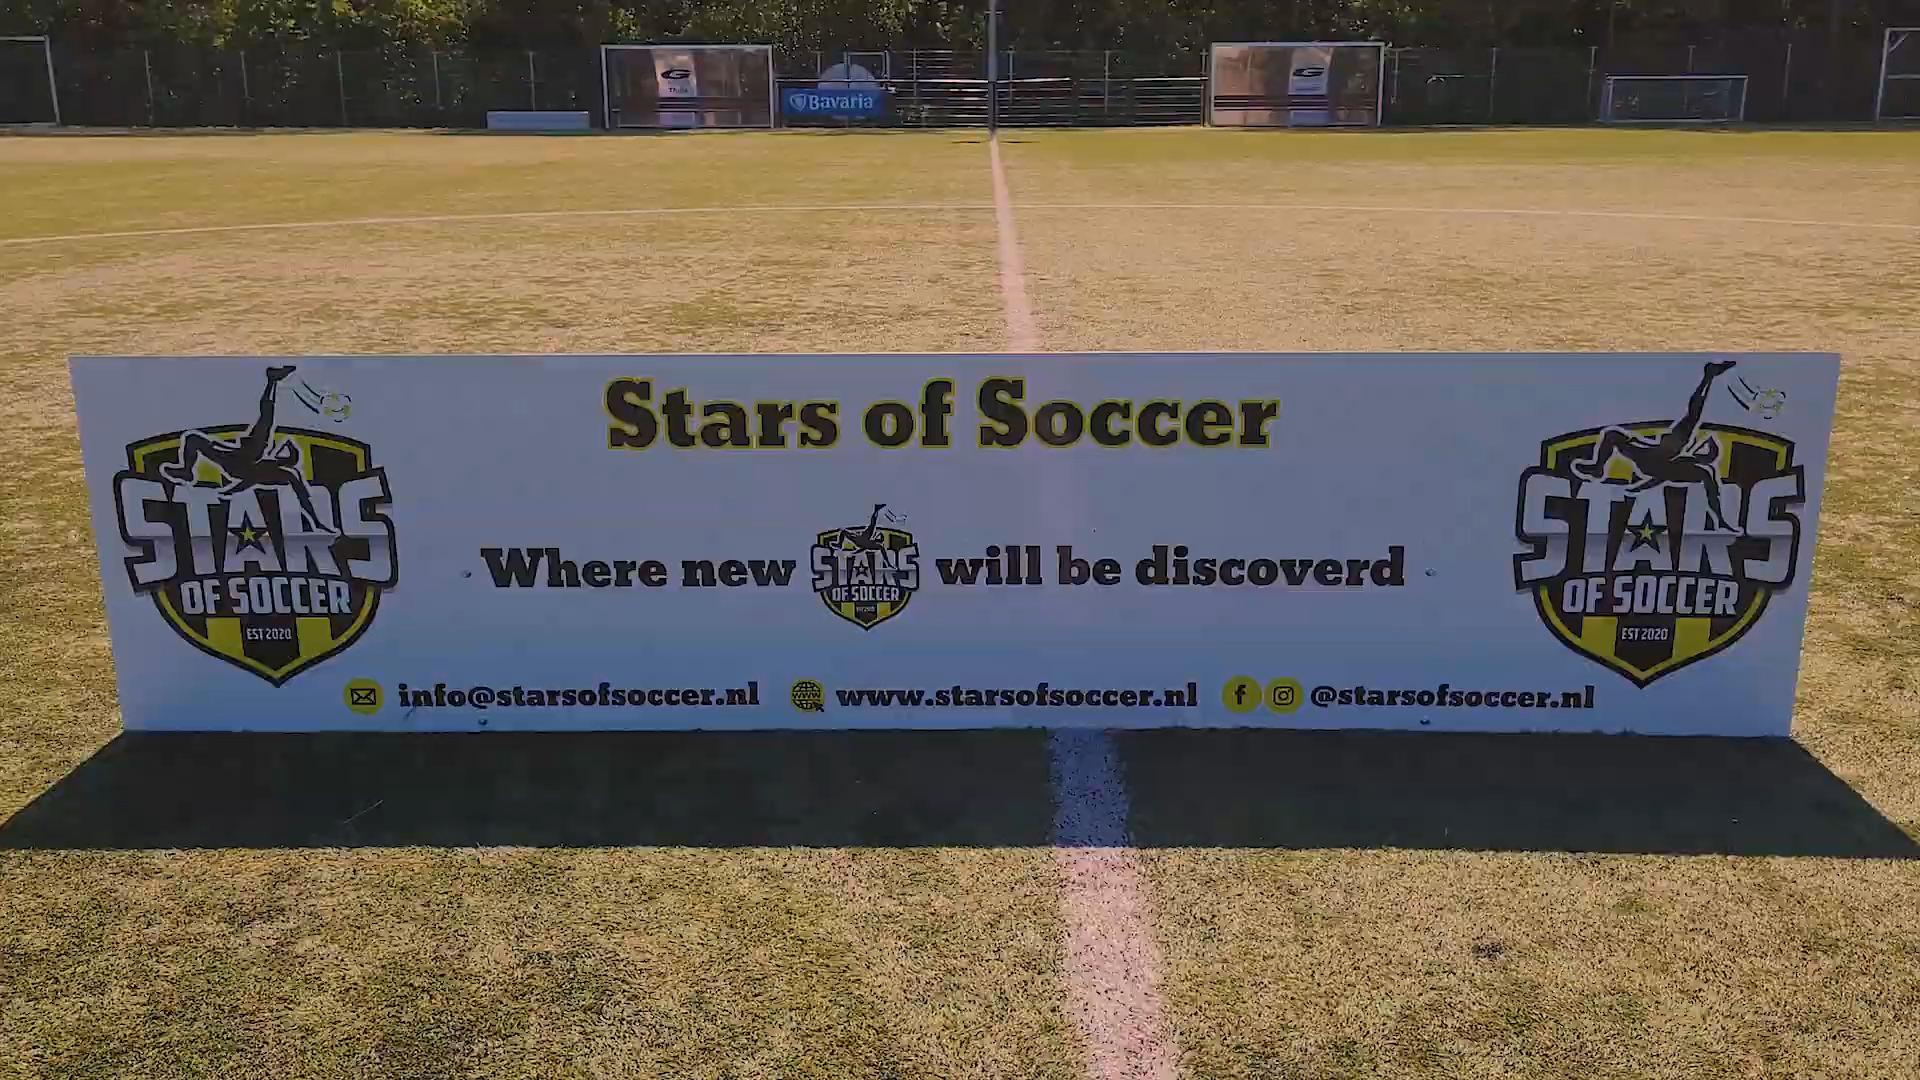 Thuis
Bavaria
Stars of Soccer
STARS
OF SOCCER
EST 2020
Where new STARS OF SOCCER will be discoverd
STARS
OF SOCCER
EST 2020
info@starsofsoccer.nl www.starsofsoccer.nl @starsofsoccer.nl